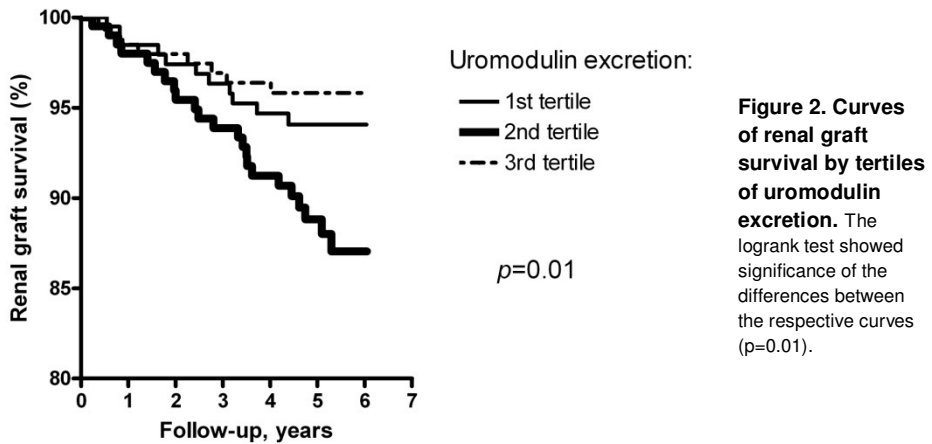 100
95
90
85
80
0 1 2 3 4 5 6 7
Renal graft survival (%)
Follow-up, years
Uromodulin excretion:
1st tertile
2nd tertile
3rd tertile
p=0.01
Figure 2. Curves
of renal graft
survival by tertiles
of uromodulin
excretion. The
logrank test showed
significance of the
differences between
the respective curves
(p=0.01).